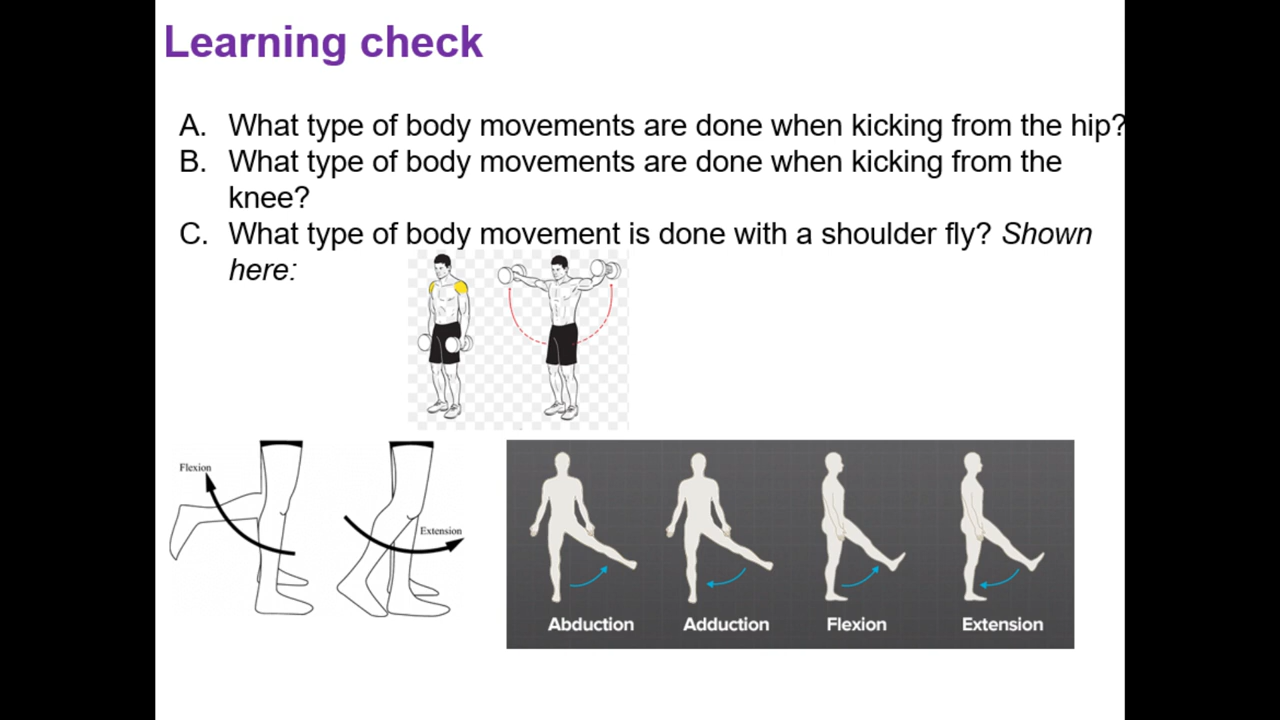 Learning check
A. What type of body movements are done when kicking from the hip?
B. What type of body movements are done when kicking from the
knee?
C. What type of body movement is done with a shoulder fly? Shown
here:
Flexion
Extension
Abduction Adduction Flexion Extension